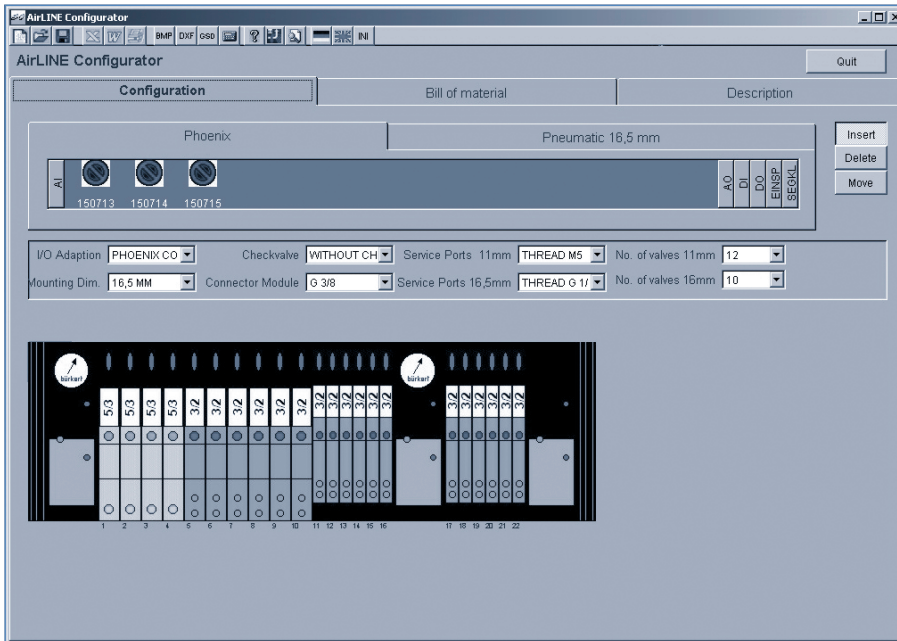 AirLINE Configurator
BMP DXF GSD ? INI
AirLINE Configurator Quit
Configuration Bill of material Description
Phoenix Pneumatic 16,5 mm Insert
Delete
Move
AI AO DI DO EINSP SEGKL
150713 150714 150715
I/O Adaption PHOENIX CO Checkvalve WITHOUT CH Service Ports 11mm THREAD M5 No. of valves 11mm 12
Mounting Dim. 16,5 MM Connector Module G 3/8 Service Ports 16,5mm THREAD G 1/ No. of valves 16mm 10
bürkert bürkert
5/3 5/3 5/3 5/3 3/2 3/2 3/2 3/2 3/2 3/2 3/2 3/2 3/2 3/2 3/2 3/2 3/2 3/2 3/2 3/2 3/2 3/2
1 2 3 4 5 6 7 8 9 10 11 12 13 14 15 16 17 18 19 20 21 22